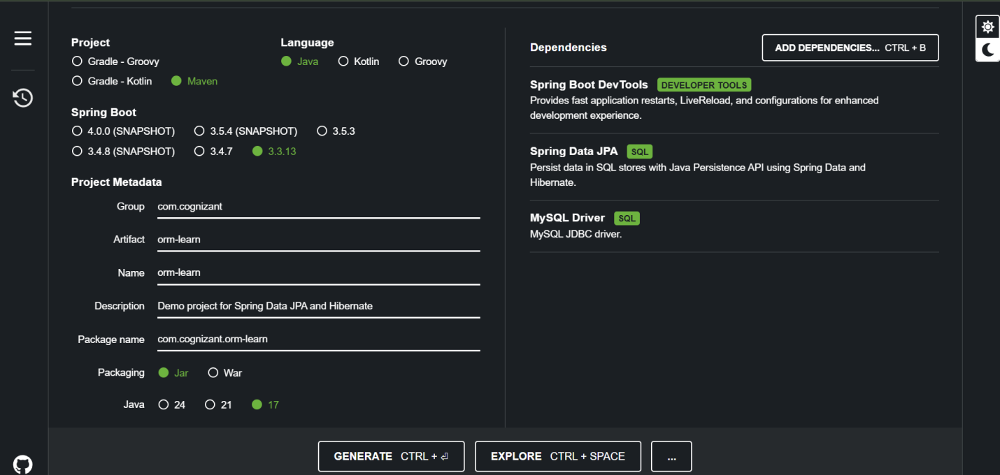 Project
Gradle - Groovy
Gradle - Kotlin Maven
Language
Java Kotlin Groovy
Spring Boot
4.0.0 (SNAPSHOT) 3.5.4 (SNAPSHOT) 3.5.3
3.4.8 (SNAPSHOT) 3.4.7 3.3.13
Project Metadata
Group com.cognizant
Artifact orm-learn
Name orm-learn
Description Demo project for Spring Data JPA and Hibernate
Package name com.cognizant.orm-learn
Packaging Jar War
Java 24 21 17
Dependencies
ADD DEPENDENCIES... CTRL + B
Spring Boot DevTools DEVELOPER TOOLS
Provides fast application restarts, LiveReload, and configurations for enhanced
development experience.
Spring Data JPA SQL
Persist data in SQL stores with Java Persistence API using Spring Data and
Hibernate.
MySQL Driver SQL
MySQL JDBC driver.
GENERATE CTRL + ⏎
EXPLORE CTRL + SPACE
...